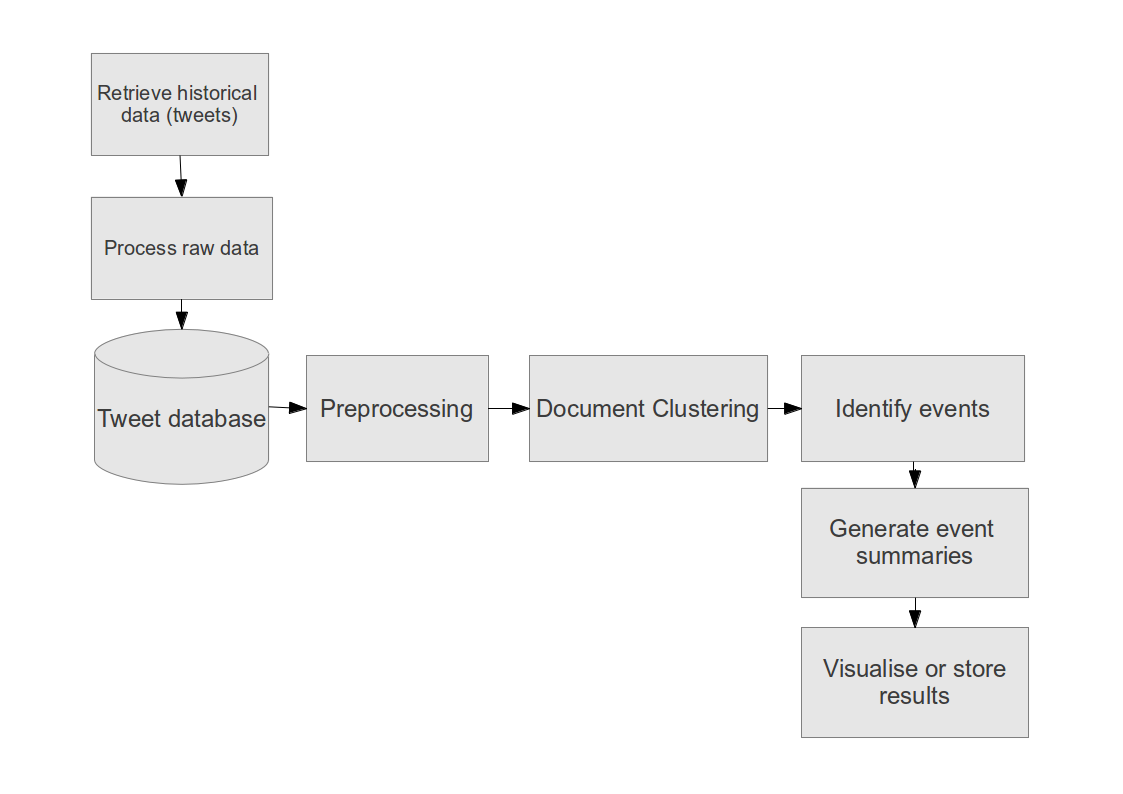 Retrieve historical
data (tweets)
Process raw data
Tweet database
Preprocessing
Document Clustering
Identify events
Generate event
summaries
Visualise or store
results